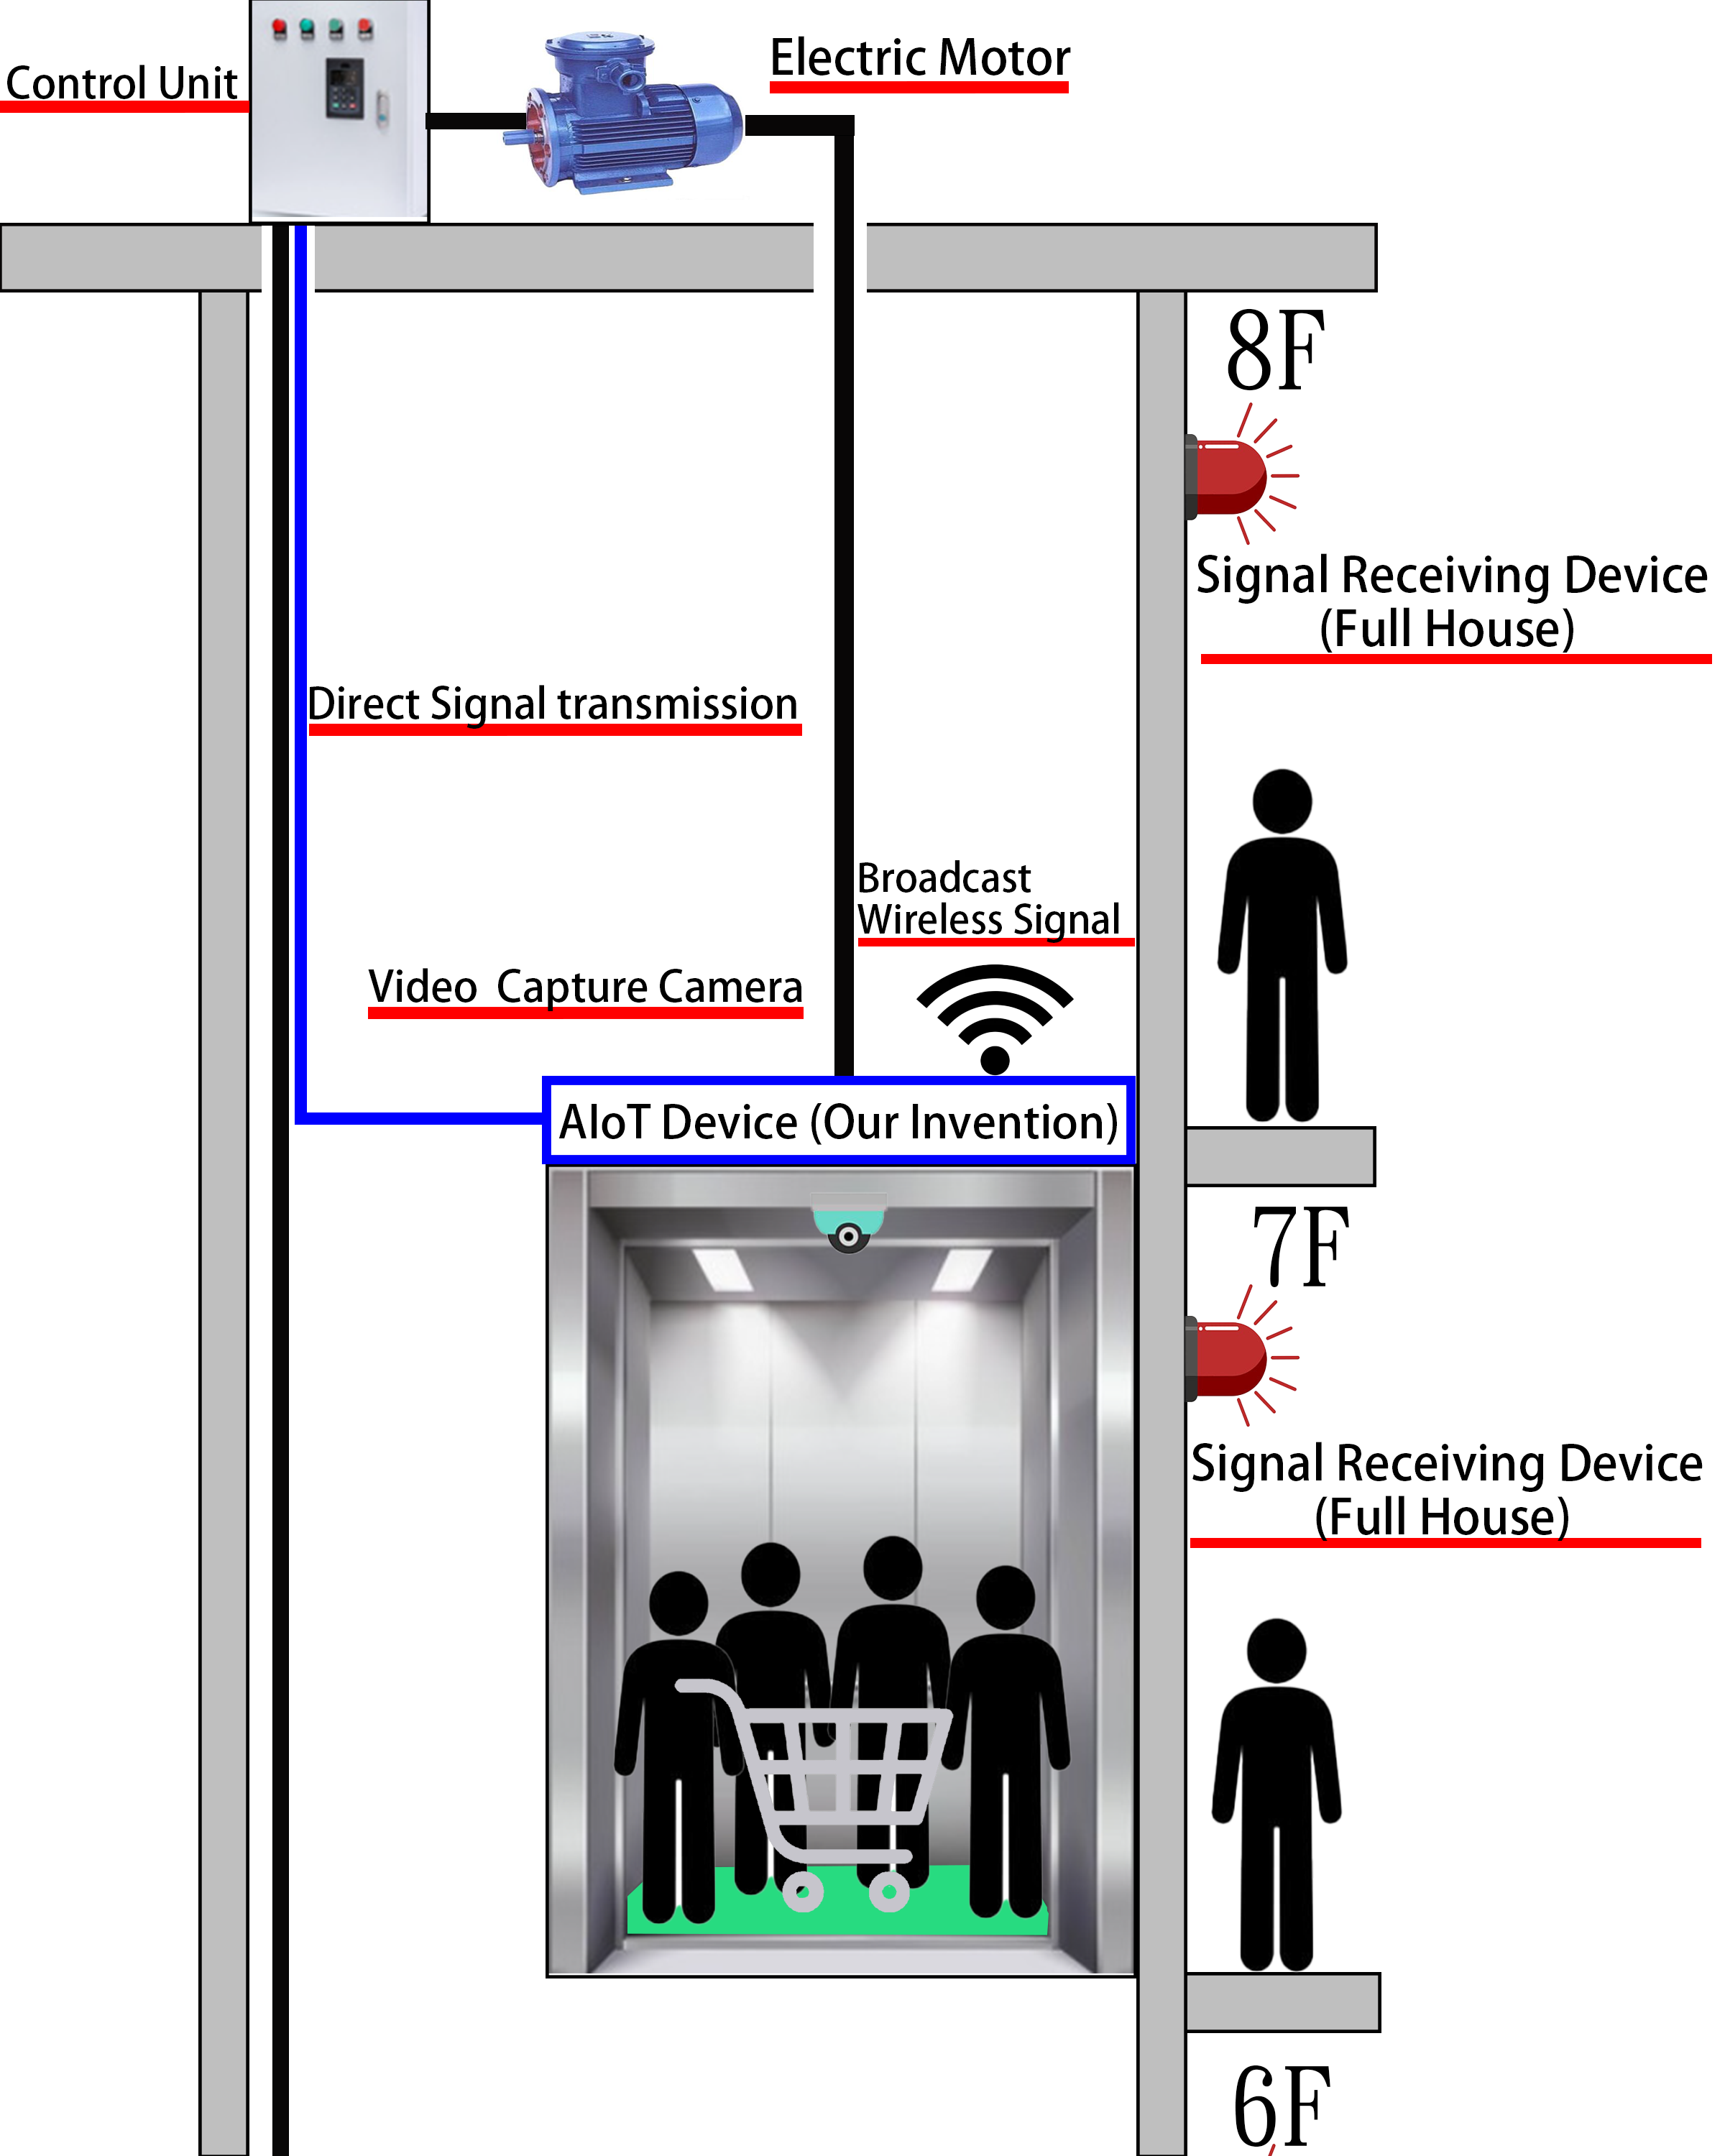 Control Unit
Electric Motor
8F
Signal Receiving Device
(Full House)
Direct Signal transmission
Broadcast
Wireless Signal
Video Capture Camera
AIoT Device (Our Invention)
7F
Signal Receiving Device
(Full House)
6F